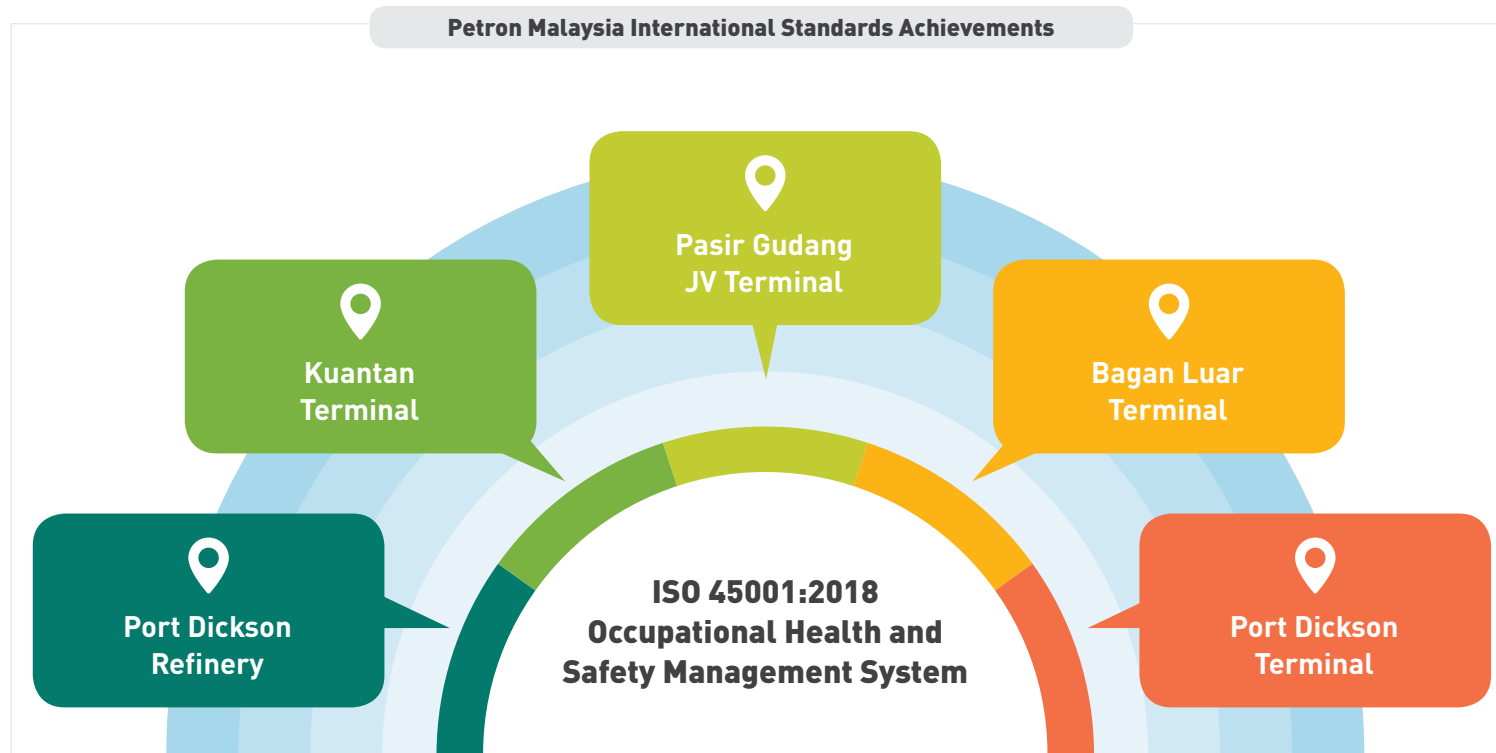 Petron Malaysia International Standards Achievements
Pasir Gudang
JV Terminal
Kuantan
Terminal
Bagan Luar
Terminal
Port Dickson
Refinery
ISO 45001:2018
Occupational Health and
Safety Management System
Port Dickson
Terminal